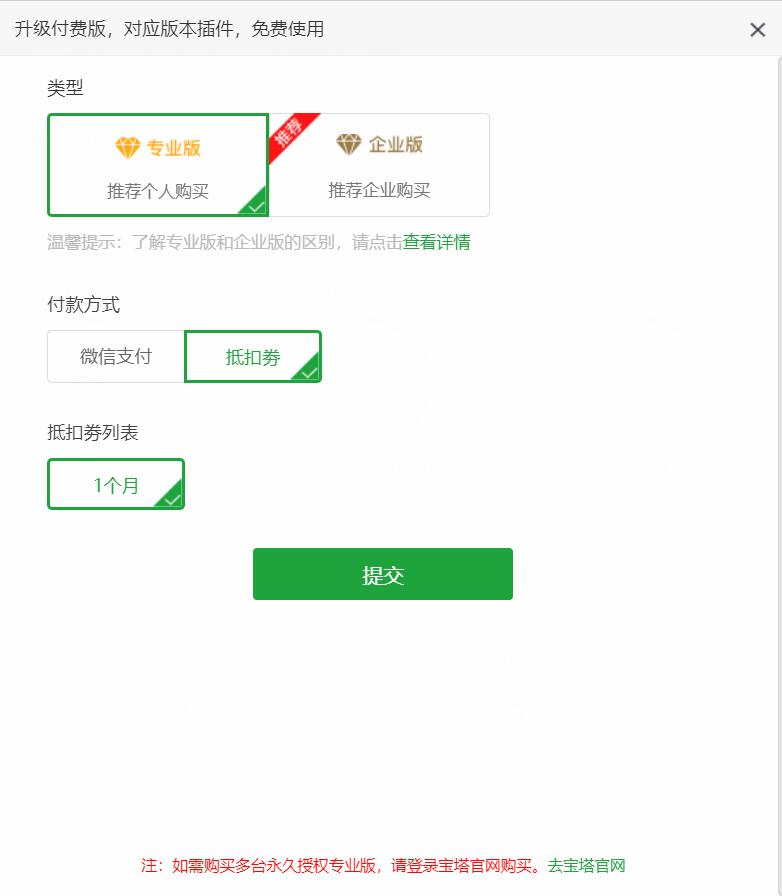 升级付费版，对应版本插件，免费使用
类型
专业版
推荐个人购买
推荐
企业版
推荐企业购买
温馨提示：了解专业版和企业版的区别，请点击查看详情
付款方式
微信支付
抵扣劵
抵扣劵列表
1个月
提交
注：如需购买多台永久授权专业版，请登录宝塔官网购买。去宝塔官网